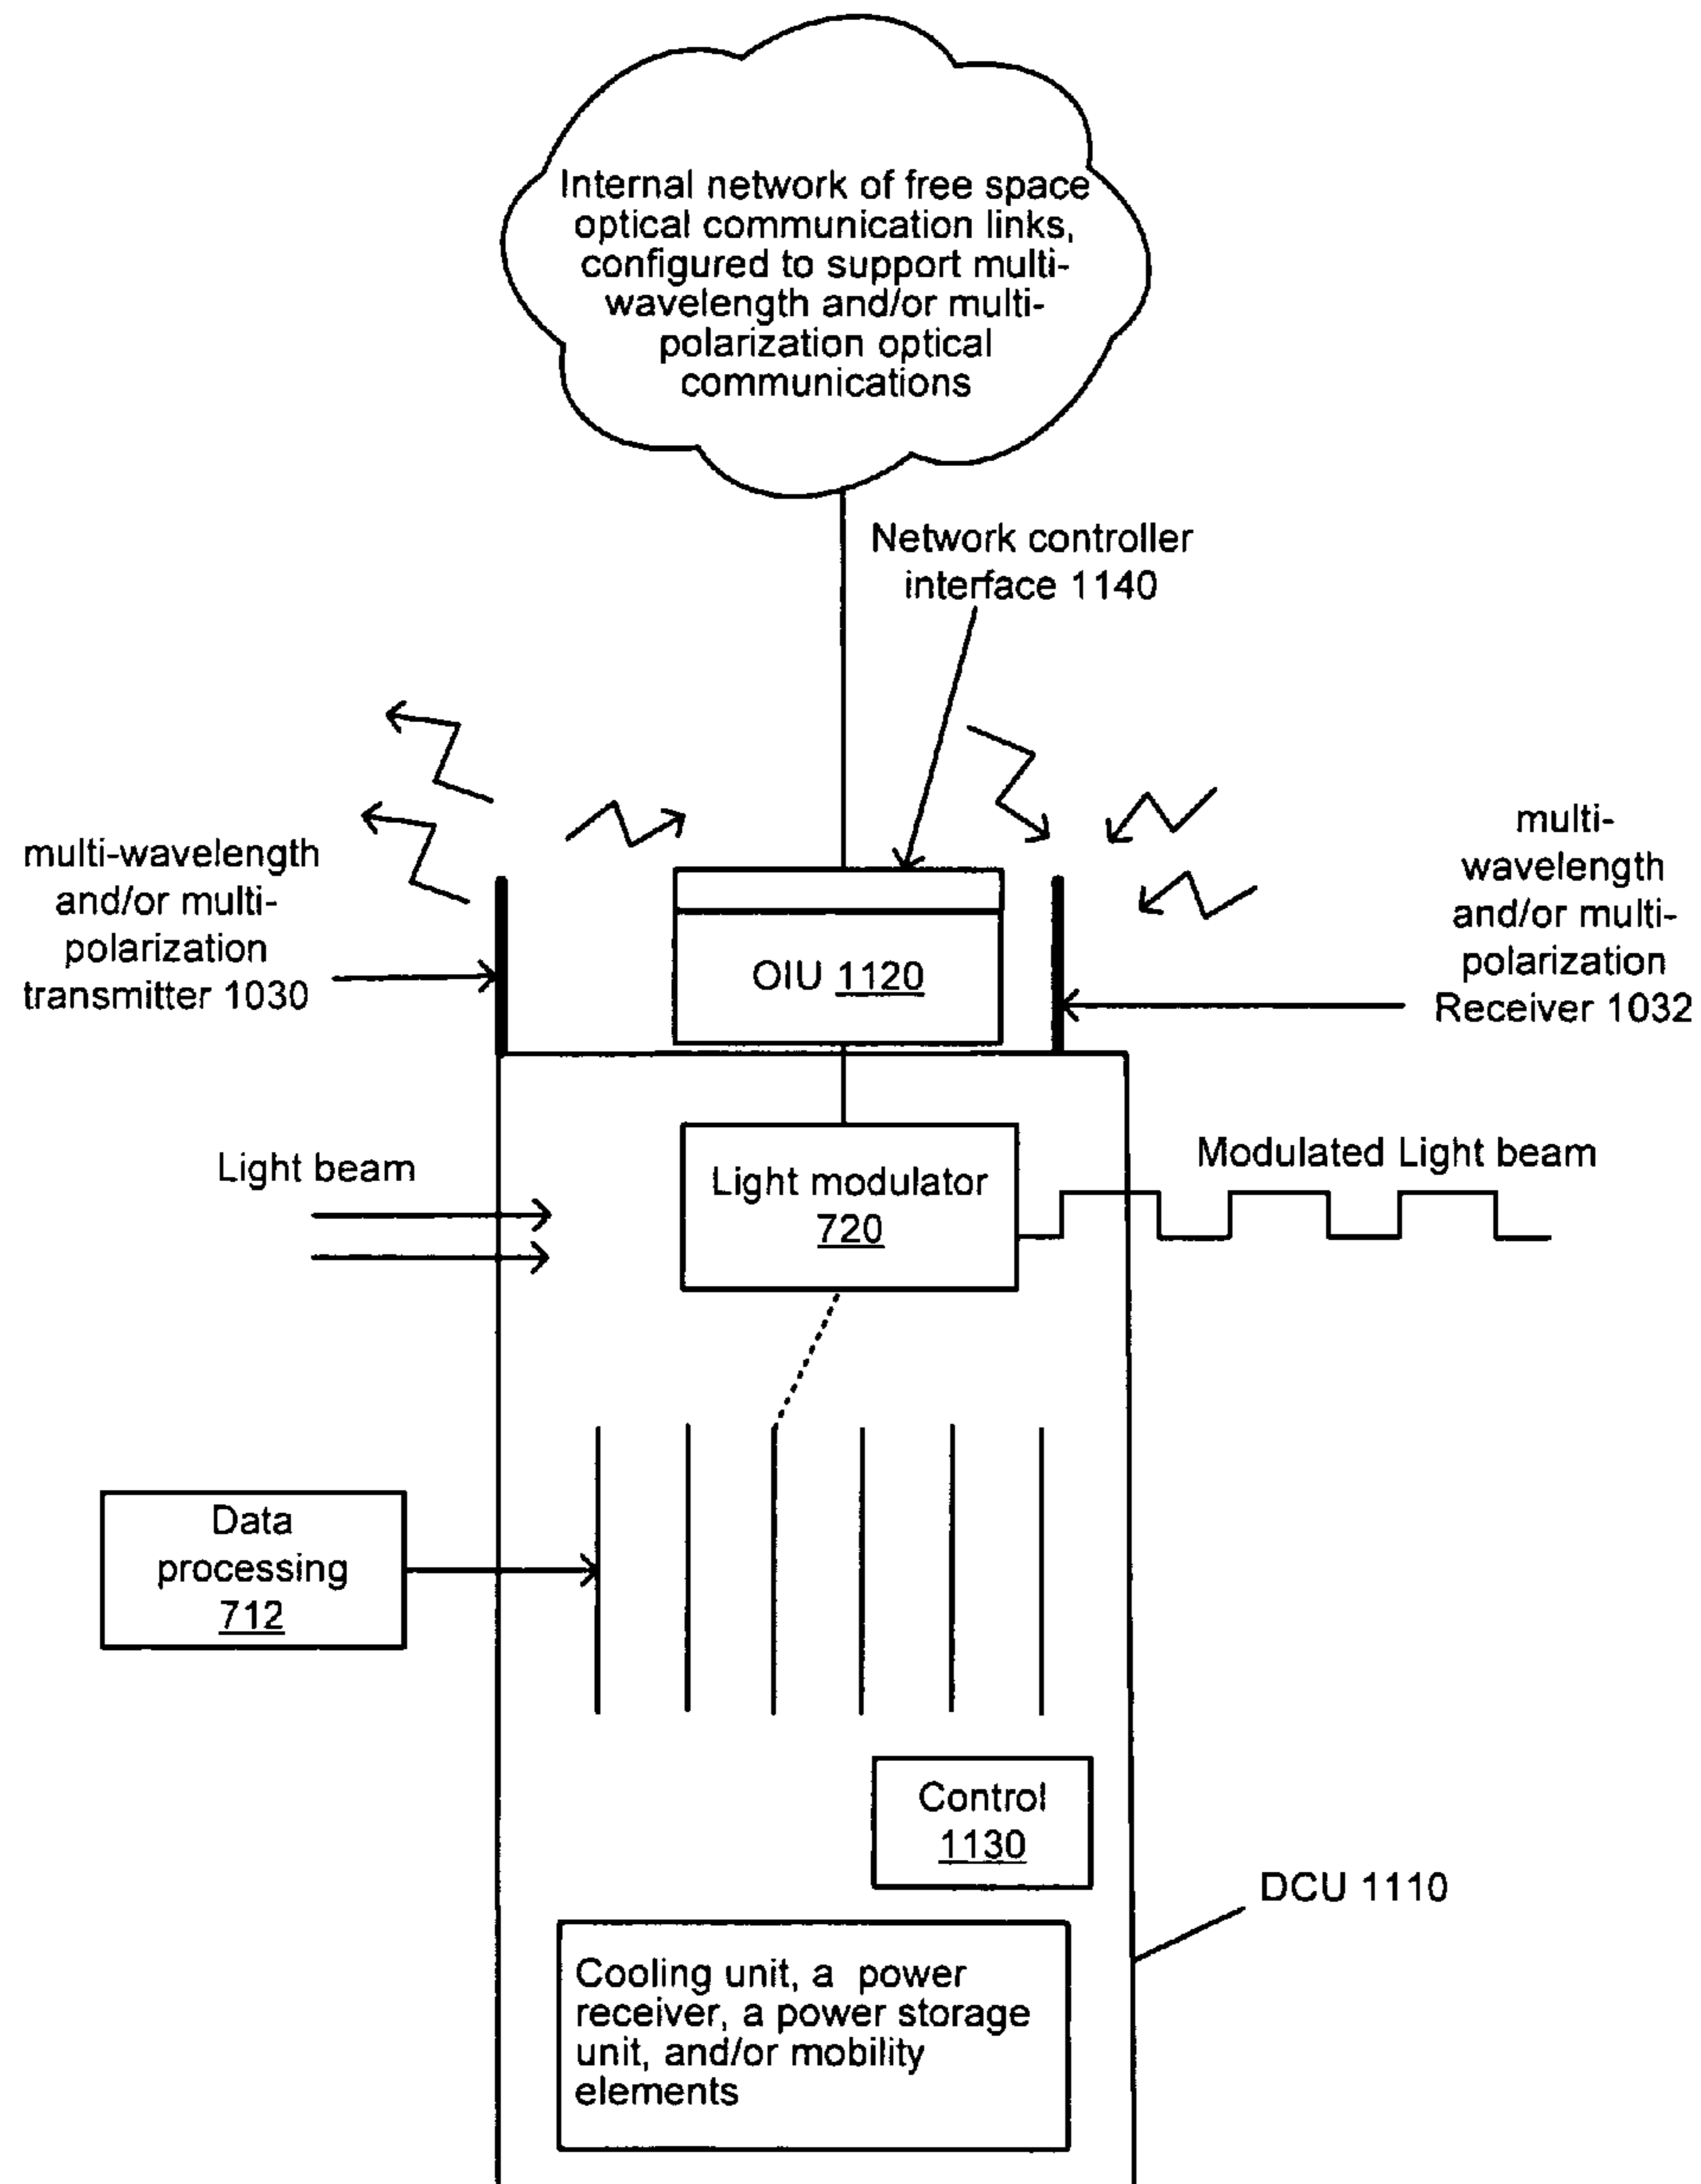 Internal network of free space
optical communication links,
configured to support multi-
wavelength and/or multi-
polarization optical
communications
Network controller
interface 1140
multi-wavelength
and/or multi-
polarization
transmitter 1030
multi-
wavelength
and/or multi-
polarization
Receiver 1032
OIU 1120
Light beam
Light modulator
720
Modulated Light beam
Data
processing
712
Control
1130
DCU 1110
Cooling unit, a power
receiver, a power storage
unit, and/or mobility
elements